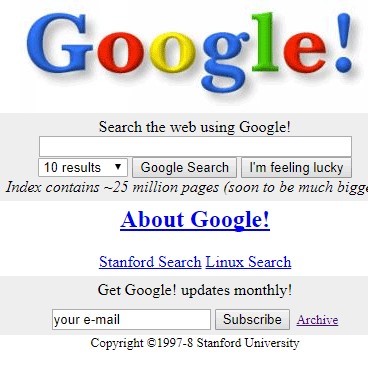 Google!
Search the web using Google!
10 results Google Search I'm feeling lucky
Index contains ~25 million pages (soon to be much bigge
About Google!
Stanford Search Linux Search
Get Google! updates monthly!
your e-mail Subscribe Archive
Copyright ©1997-8 Stanford University